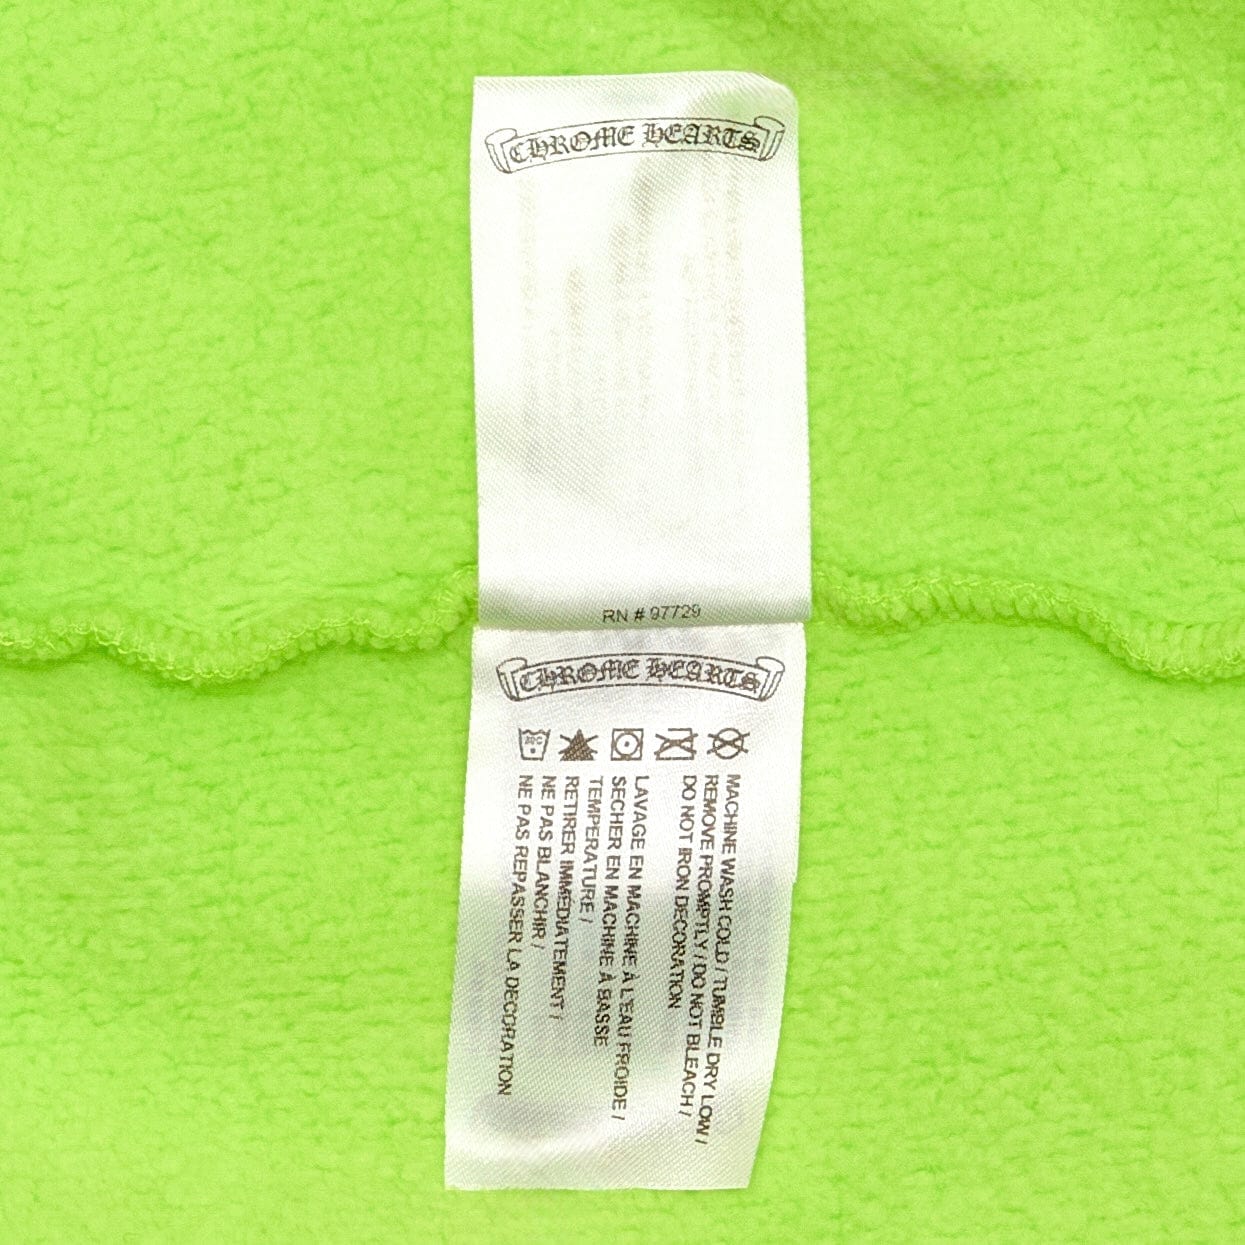 CHROME HEARTS
RN # 97729
CHROME HEARTS
30C
MACHINE WASH COLD / TUMBLE DRY LOW /
REMOVE PROMPTLY / DO NOT BLEACH /
DO NOT IRON DECORATION
LAVAGE EN MACHINE À L'EAU FROIDE /
SECHER EN MACHINE À BASSE
TEMPERATURE /
RETIRER IMMÉDIATEMENT /
NE PAS BLANCHIR /
NE PAS REPASSER LA DECORATION